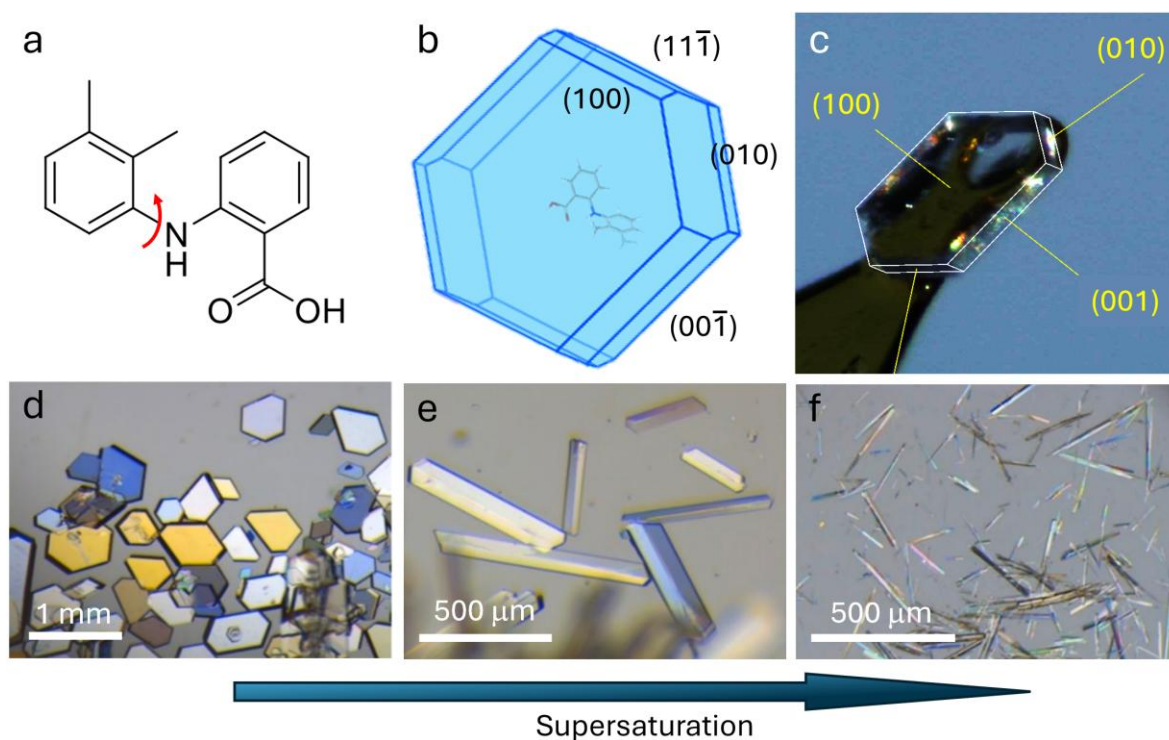 a
N
H
O
OH
b
(111̄)
(100)
(010)
(001̄)
c
(010)
(100)
(001)
d
1 mm
e
500 μm
f
500 μm
Supersaturation